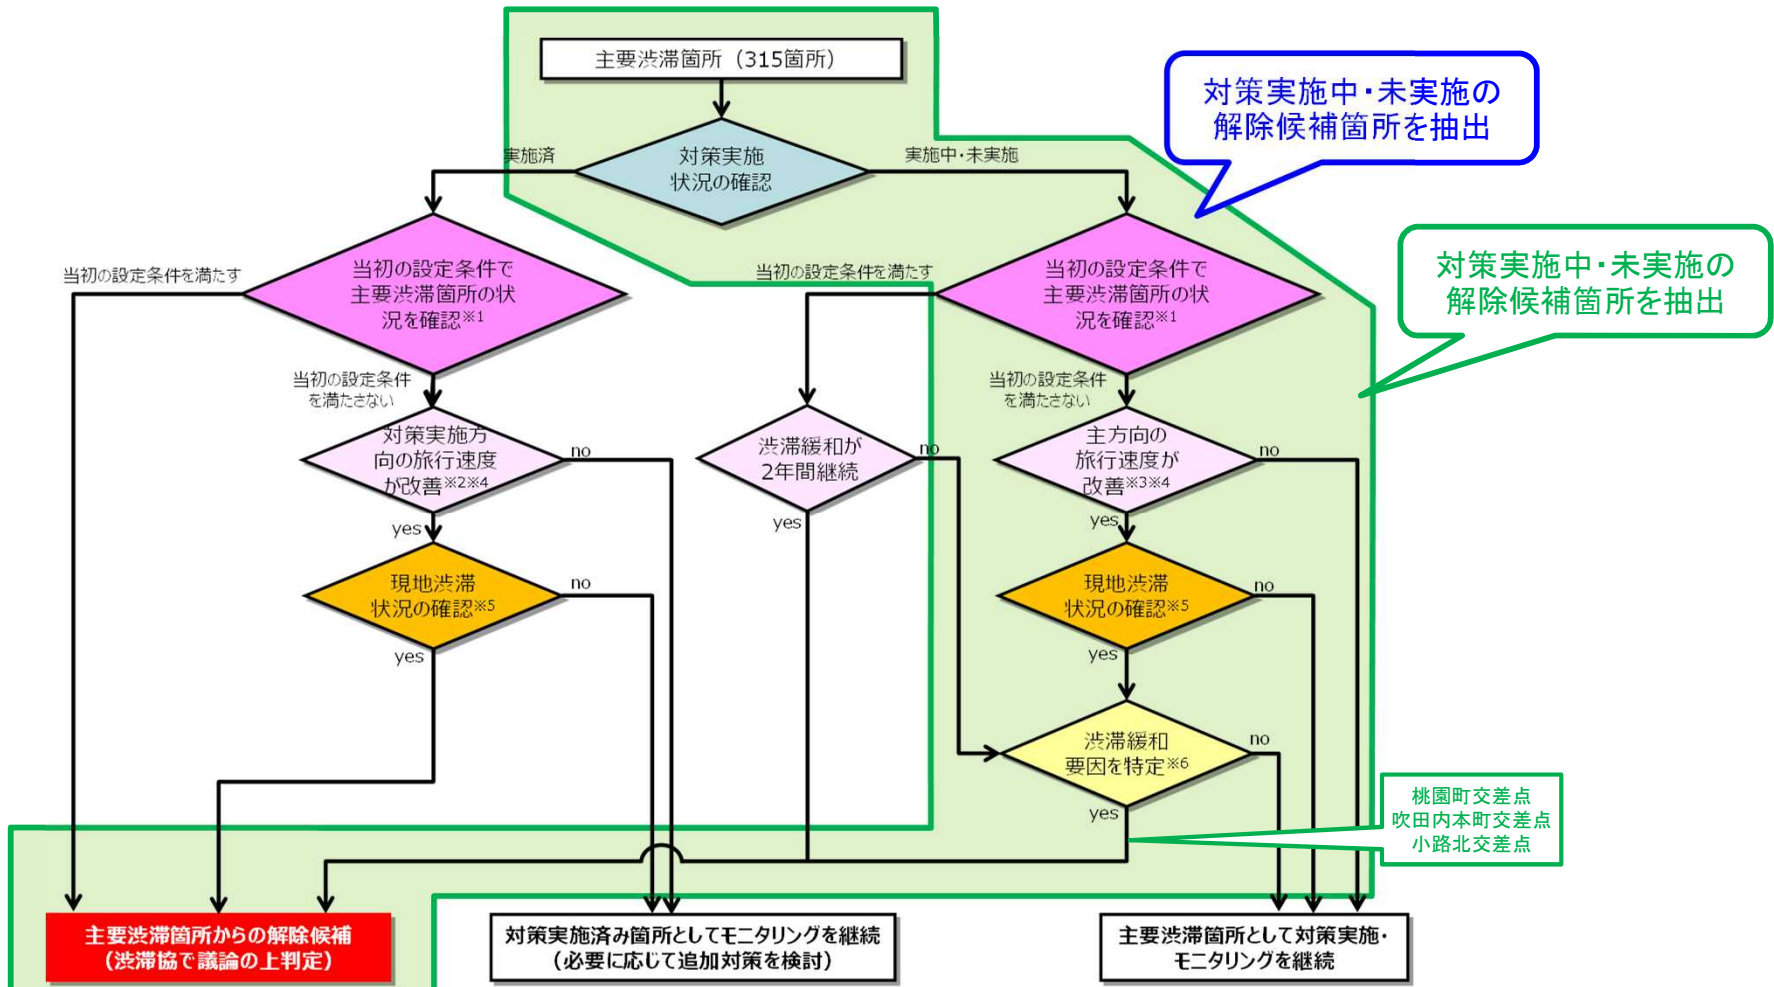 主要渋滞箇所（315箇所）
対策実施中・未実施の
解除候補箇所を抽出
実施済
対策実施
状況の確認
実施中・未実施
対策実施中・未実施の
解除候補箇所を抽出
当初の設定条件を満たす
当初の設定条件で
主要渋滞箇所の状
況を確認※1
当初の設定条件を満たす
当初の設定条件で
主要渋滞箇所の状
況を確認※1
当初の設定条件
を満たさない
当初の設定条件
を満たさない
対策実施方
向の旅行速度
が改善※2※4
no
渋滞緩和が
2年間継続
no
主方向の
旅行速度が
改善※3※4
no
yes
yes
yes
現地渋滞
状況の確認※5
no
現地渋滞
状況の確認※5
no
yes
yes
渋滞緩和
要因を特定※6
no
yes
桃園町交差点
吹田内本町交差点
小路北交差点
主要渋滞箇所からの解除候補
（渋滞協で議論の上判定）
対策実施済み箇所としてモニタリングを継続
（必要に応じて追加対策を検討）
主要渋滞箇所として対策実施・
モニタリングを継続